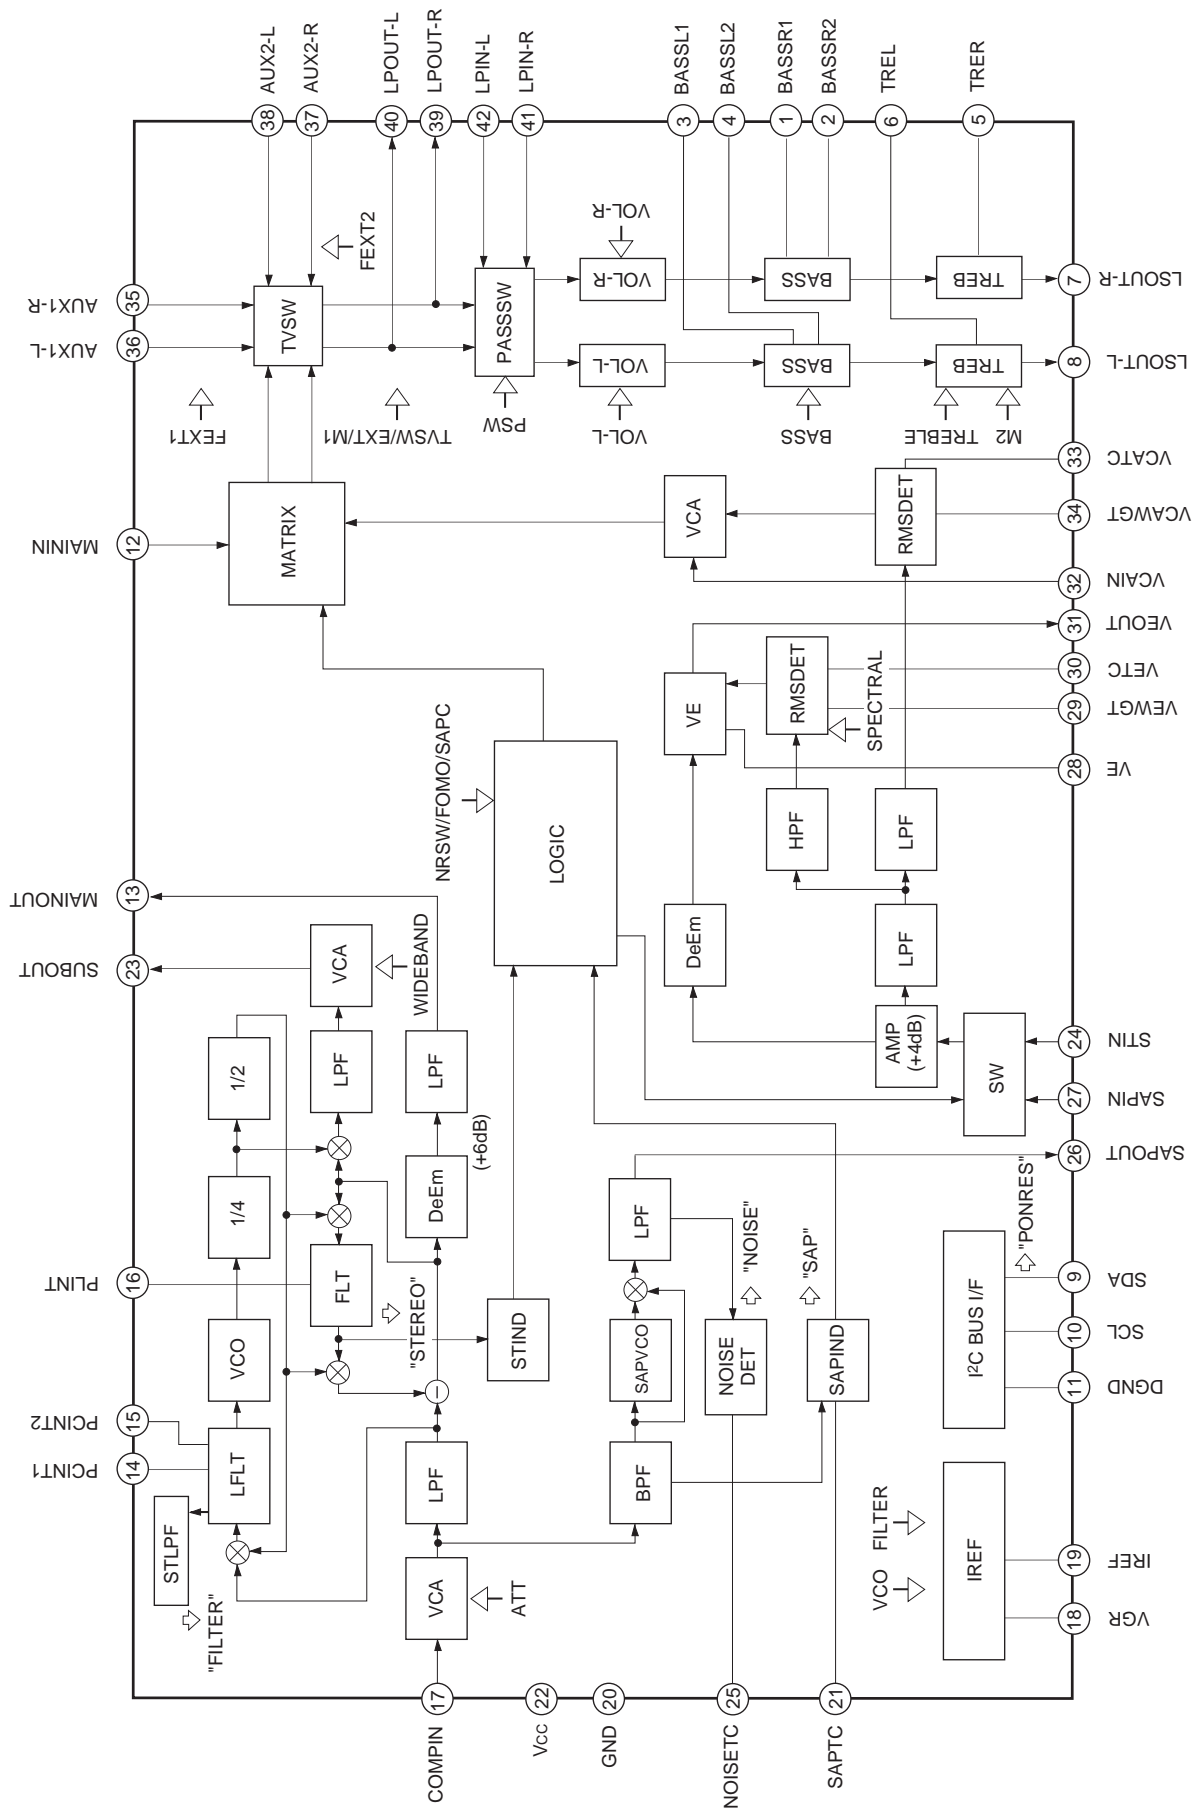 COMPIN
17
Vcc
22
GND
20
NOISETC
25
SAPTC
21
PCINT1
14
PCINT2
15
PLINT
16
SUBOUT
23
MAINOUT
13
MAININ
12
AUX1-L
36
AUX1-R
35
AUX2-L
38
AUX2-R
37
LPOUT-L
40
LPOUT-R
39
LPIN-L
42
LPIN-R
41
BASSL1
3
BASSL2
4
BASSR1
1
BASSR2
2
TREL
6
TRER
5
STLPF
"FILTER"
LFLT
VCO
1/4
1/2
FLT
LPF
VCA
WIDEBAND
"STEREO"
VCA
ATT
LPF
DeEm
LPF
(+6dB)
STIND
NRSW/FOMO/SAPC
LOGIC
MATRIX
FEXT1
TVSW
FEXT2
TVSW/EXT/M1
PASSSW
PSW
VOL-L
VOL-L
VOL-R
VOL-R
BASS
BASS
BASS
TREB
TREB
TREBLE
M2
BPF
SAPVCO
LPF
NOISE
DET
"NOISE"
SAPIND
"SAP"
DeEm
VE
VCA
AMP
(+4dB)
LPF
HPF
LPF
RMSDET
SPECTRAL
RMSDET
SW
VCO
FILTER
IREF
I²C BUS I/F
"PONRES"
18
VGR
19
IREF
11
DGND
10
SCL
9
SDA
26
SAPOUT
27
SAPIN
24
STIN
28
VE
29
VEWGT
30
VETC
31
VEOUT
32
VCAIN
34
VCAWGT
33
VCATC
8
LSOUT-L
7
LSOUT-R